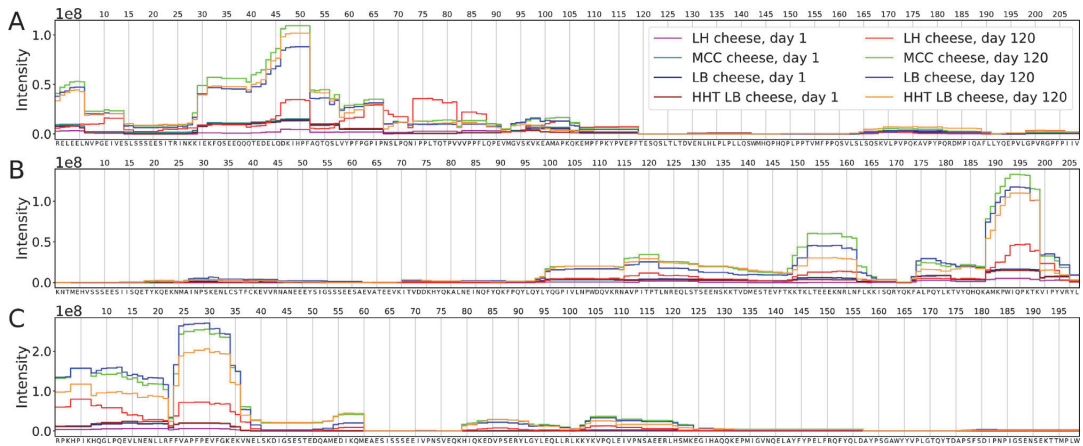 A
5 10 15 20 25 30 35 40 45 50 55 60 65 70 75 80 85 90 95 100 105 110 115 120 125 130 135 140 145 150 155 160 165 170 175 180 185 190 195 200 205
1e8
LH cheese, day 1
MCC cheese, day 1
LB cheese, day 1
HHT LB cheese, day 1
LH cheese, day 120
MCC cheese, day 120
LB cheese, day 120
HHT LB cheese, day 120
Intensity
1.0
0.5
0.0
RELEELNVPGEIVESLSSSEESITRINKKIEKFQSEEQQQTEDELQDKIHPFAQTQSLVYPFPGPIPNSLPQNIPPLTQTPVVVPPFLQPEVMGVSKVKEAMAPKQKEMPFPKYPVEPFTESQSLTLTDVENLHLPLPLLQSWMHQPHQPLPPTVMFPPQSVLSLSQSKVLPVPQKAVPYPQRDMPIQAFLLYQEPVLGPVRGPFPIIV
B
1e8
5 10 15 20 25 30 35 40 45 50 55 60 65 70 75 80 85 90 95 100 105 110 115 120 125 130 135 140 145 150 155 160 165 170 175 180 185 190 195 200 205
Intensity
1.0
0.5
0.0
KNTMEHVSSSEESIISQETYKQEKNMAINPSKENLCSTFCKEVVRNANEEEYSIGSSSEESAEVATEEVKITVDDKHYQKALNEINQFYQKFPQYLQYLYQGPIVLNPWDQVKRNAVPITPTLNREQLSTSEENSKKTVDMESTEVFTKKTKLTEEEKNRLNFLKKISQRYQKFALPQYLKTVYQHQKAMKPWIQPKTKVIPYVRYL
C
1e8
5 10 15 20 25 30 35 40 45 50 55 60 65 70 75 80 85 90 95 100 105 110 115 120 125 130 135 140 145 150 155 160 165 170 175 180 185 190 195
Intensity
2.0
1.0
0.0
RPKHPIKHQGLPQEVLNENLLRFFVAPFPEVFGKEKVNELSKDIGSESTEDQAMEDIKQMEAESISSSEEIVPNSVEQKHIQKEDVPSERYLGYLEQLLRLKKYKVPQLEIVPNSAEERLHSMKEGIHAQQKEPMIGVNQELAYFYPELFRQFYQLDAYPSGAWYYVPLGTQYTDAPSFSDIPNPIGSENSEKTTMPLW